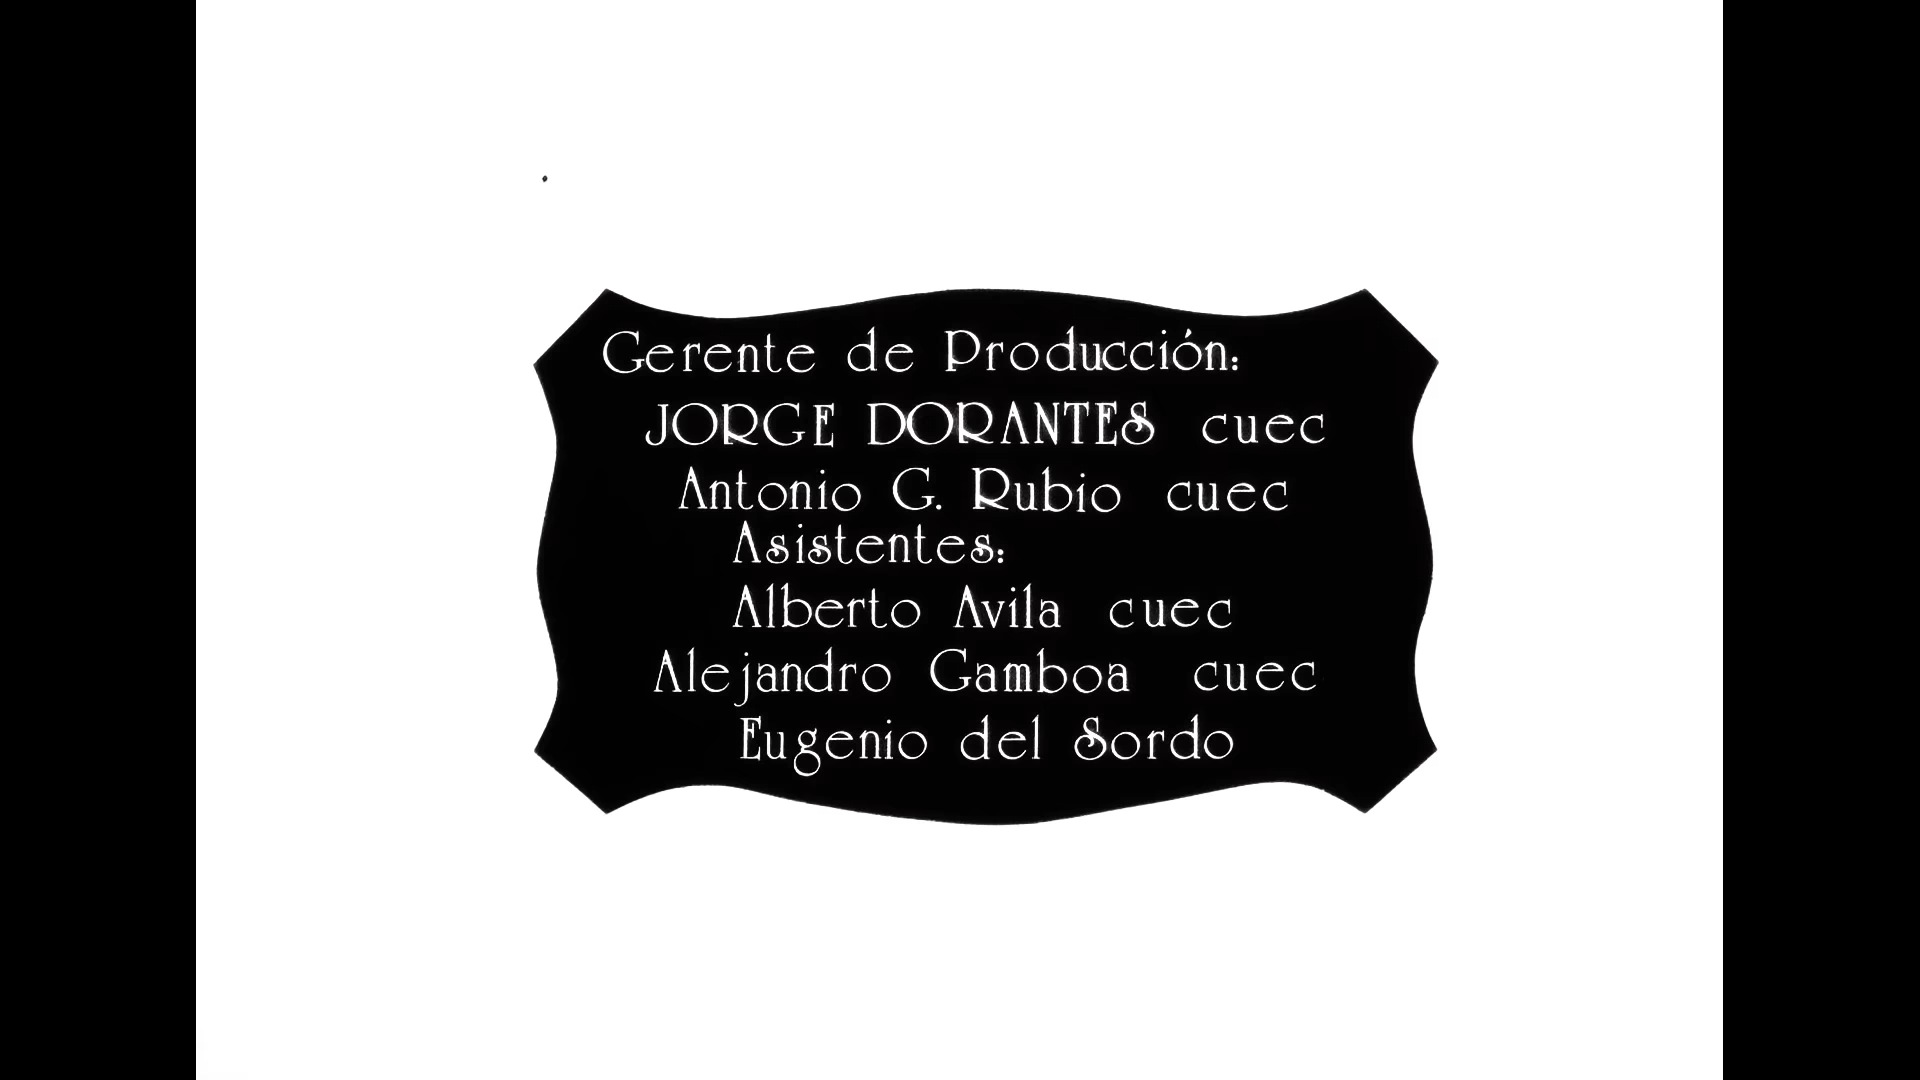 Gerente de Producción:
JORGE DORANTES cuec
Antonio G. Rubio cuec
Asistentes:
Alberto Avila cuec
Alejandro Gamboa cuec
Eugenio del Sordo